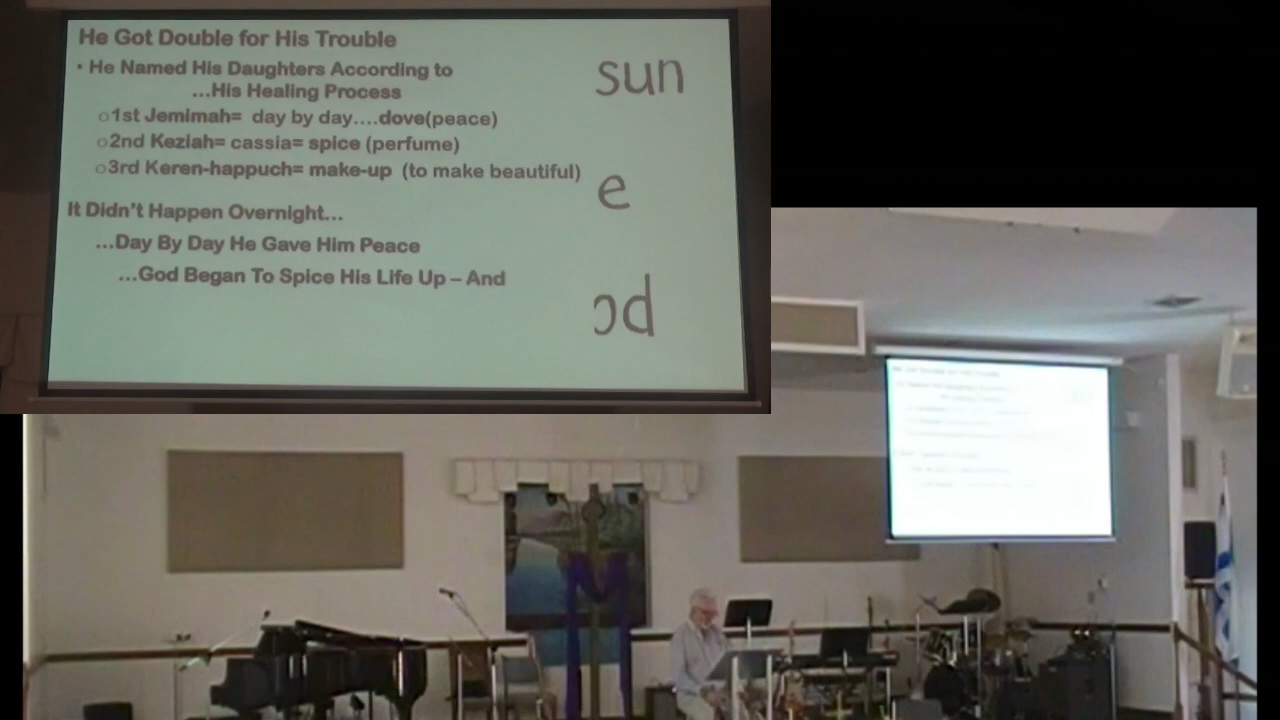 He Got Double for His Trouble
• He Named His Daughters According to
...His Healing Process
○1st Jemimah= day by day....dove(peace)
○2nd Keziah= cassia= spice (perfume)
○3rd Keren-happuch= make-up (to make beautiful)
It Didn't Happen Overnight...
...Day By Day He Gave Him Peace
...God Began To Spice His Life Up – And
sun
e